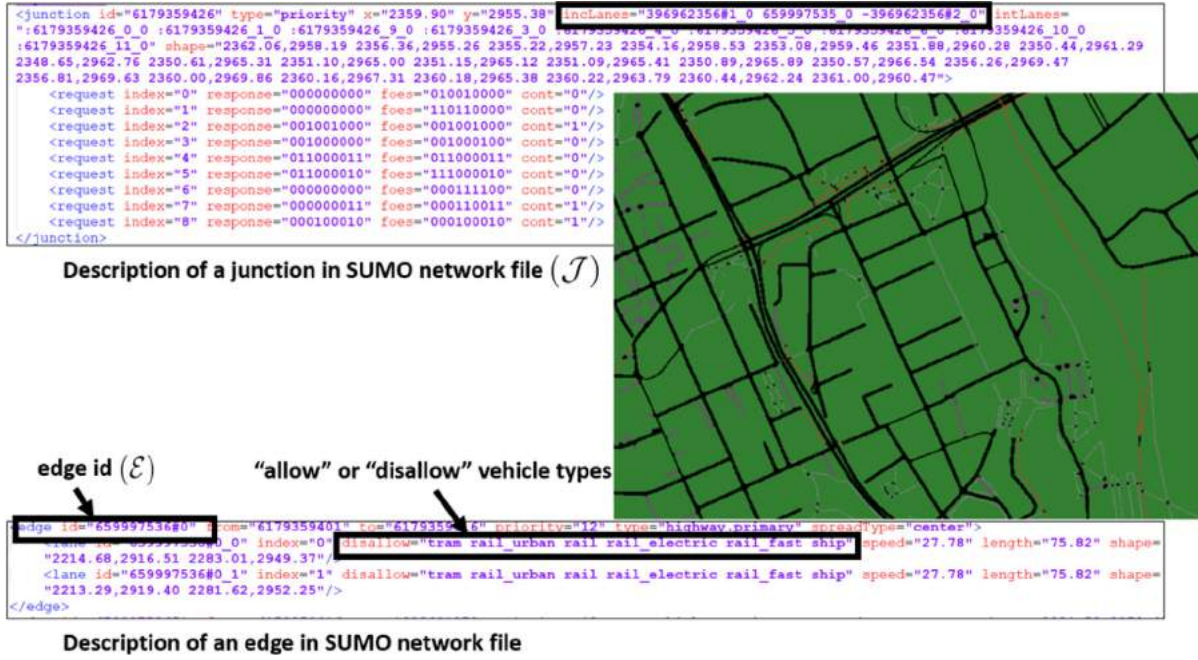 <junction id="6179359426" type="priority" x="2359.90" y="2955.38" incLanes="396962356#1_0 659997535_0 -396962356#2_0" intLanes=
":6179359426_0_0 :6179359426_1_0 :6179359426_3_0 :6179359426_10_0
:6179359426_11_0" shape="2362.06,2958.19 2356.36,2955.26 2355.22,2957.23 2354.16,2958.53 2353.08,2959.46 2351.88,2960.28 2350.44,2961.29
2348.65,2962.76 2350.61,2965.31 2351.10,2965.00 2351.15,2965.12 2351.09,2965.41 2350.89,2965.89 2350.57,2966.54 2356.26,2969.47
2356.81,2969.63 2360.00,2969.86 2360.16,2967.31 2360.18,2965.38 2360.22,2963.79 2360.44,2962.24 2361.00,2960.47">
<request index="0" response="000000000" foes="010010000" cont="0"/>
<request index="1" response="000000000" foes="110110000" cont="0"/>
<request index="2" response="001001000" foes="001001000" cont="1"/>
<request index="3" response="001000000" foes="001000100" cont="0"/>
<request index="4" response="011000011" foes="011000011" cont="0"/>
<request index="5" response="011000010" foes="111000010" cont="0"/>
<request index="6" response="000000000" foes="000111100" cont="0"/>
<request index="7" response="000000011" foes="000110011" cont="1"/>
<request index="8" response="000100010" foes="000100010" cont="1"/>
</junction>
Description of a junction in SUMO network file (𝒥)
edge id (ℰ)
“allow” or “disallow” vehicle types
<edge id="659997536#0" from="6179359401" priority="12" type="highway.primary" spreadType="center">
<lane index="0" disallow="tram rail_urban rail rail_electric rail_fast ship" speed="27.78" length="75.82" shape=
"2214.68,2916.51 2283.01,2949.37"/>
<lane id="659997536#0_1" index="1" disallow="tram rail_urban rail rail_electric rail_fast ship" speed="27.78" length="75.82" shape=
"2213.29,2919.40 2281.62,2952.25"/>
</edge>
Description of an edge in SUMO network file